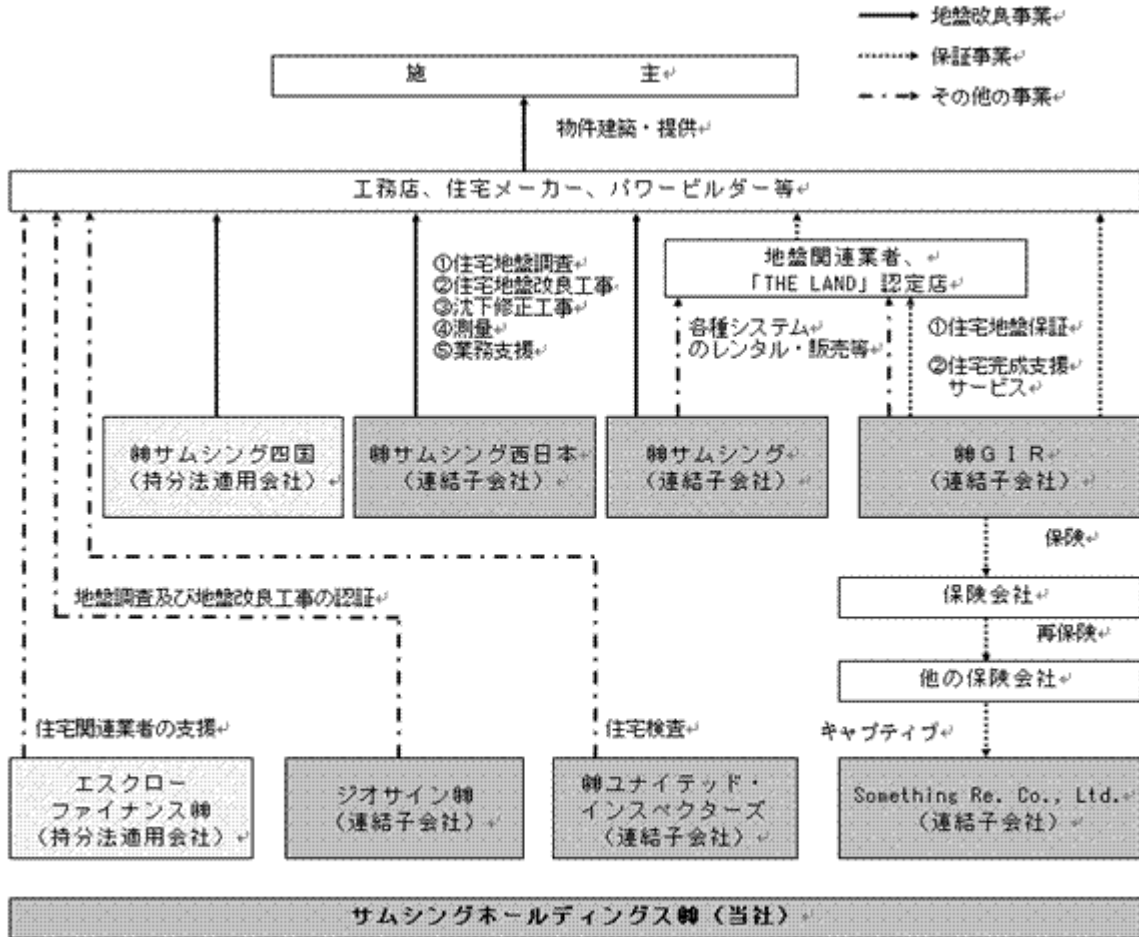 地盤改良事業
保証事業
その他の事業
施　主
物件建築・提供
工務店、住宅メーカー、パワービルダー等
地盤関連業者、
「THE LAND」認定店
①住宅地盤調査
②住宅地盤改良工事
③沈下修正工事
④測量
⑤業務支援
各種システム
のレンタル・販売等
①住宅地盤保証
②住宅完成支援
サービス
㈱サムシング四国
（持分法適用会社）
㈱サムシング西日本
（連結子会社）
㈱サムシング
（連結子会社）
㈱ＧＩＲ
（連結子会社）
保険
保険会社
再保険
他の保険会社
キャプティブ
地盤調査及び地盤改良工事の認証
住宅関連業者の支援
住宅検査
エスクロー
ファイナンス㈱
（持分法適用会社）
ジオサイン㈱
（連結子会社）
㈱ユナイテッド・
インスペクターズ
（連結子会社）
Something Re. Co., Ltd.
（連結子会社）
サムシングホールディングス㈱（当社）